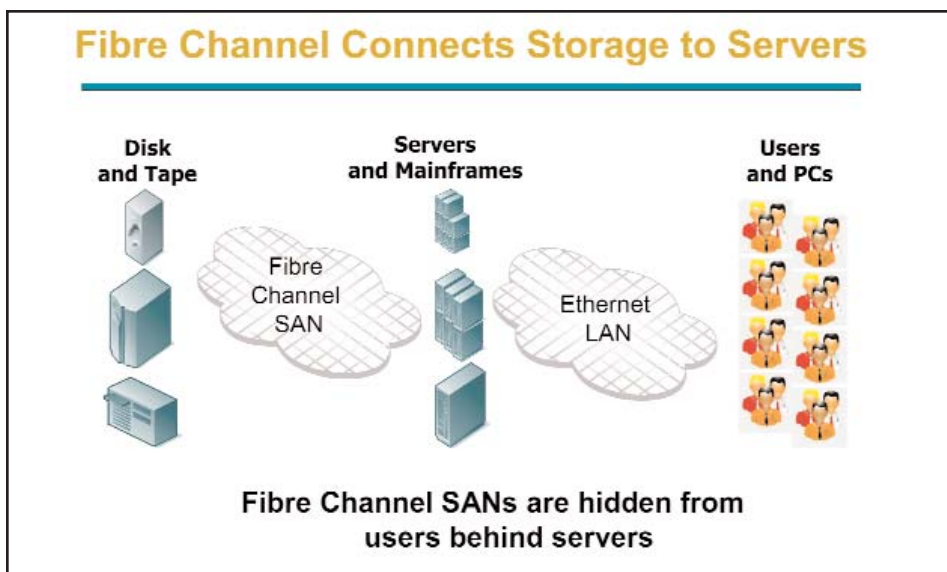 Fibre Channel Connects Storage to Servers
Disk
and Tape
Servers
and Mainframes
Users
and PCs
Fibre
Channel
SAN
Ethernet
LAN
Fibre Channel SANs are hidden from
users behind servers